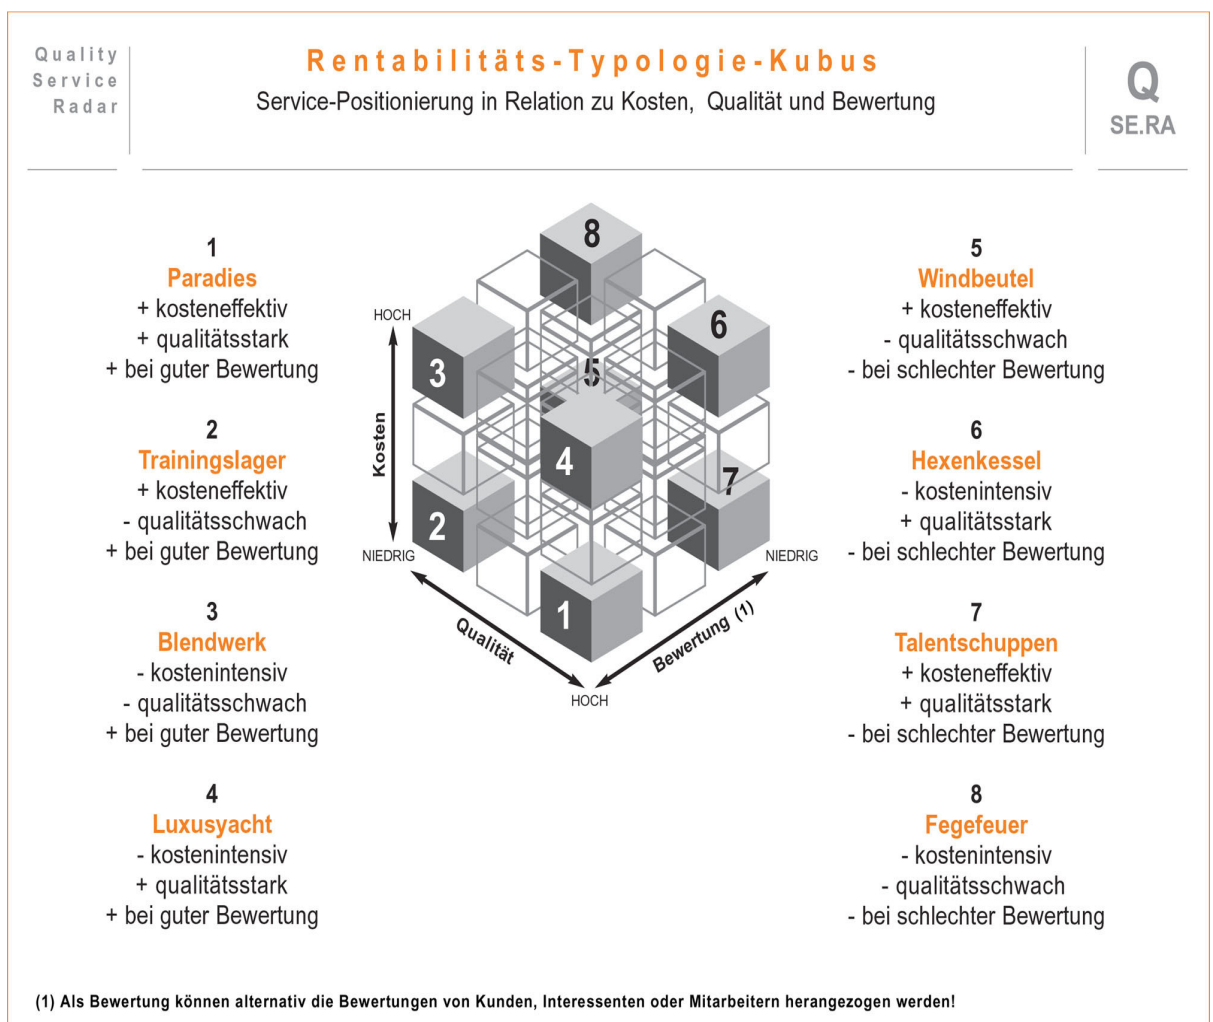 Quality
Service
Radar
Rentabilitäts-Typologie-Kubus
Service-Positionierung in Relation zu Kosten, Qualität und Bewertung
Q
SE.RA
1
Paradies
+ kosteneffektiv
+ qualitätsstark
+ bei guter Bewertung
2
Trainingslager
+ kosteneffektiv
- qualitätsschwach
+ bei guter Bewertung
3
Blendwerk
- kostenintensiv
- qualitätsschwach
+ bei guter Bewertung
4
Luxusyacht
- kostenintensiv
+ qualitätsstark
+ bei guter Bewertung
HOCH
Kosten
NIEDRIG
Qualität
HOCH
Bewertung (1)
NIEDRIG
8
3
6
5
4
7
2
1
5
Windbeutel
+ kosteneffektiv
- qualitätsschwach
- bei schlechter Bewertung
6
Hexenkessel
- kostenintensiv
+ qualitätsstark
- bei schlechter Bewertung
7
Talentschuppen
+ kosteneffektiv
+ qualitätsstark
- bei schlechter Bewertung
8
Fegefeuer
- kostenintensiv
- qualitätsschwach
- bei schlechter Bewertung
(1) Als Bewertung können alternativ die Bewertungen von Kunden, Interessenten oder Mitarbeitern herangezogen werden!